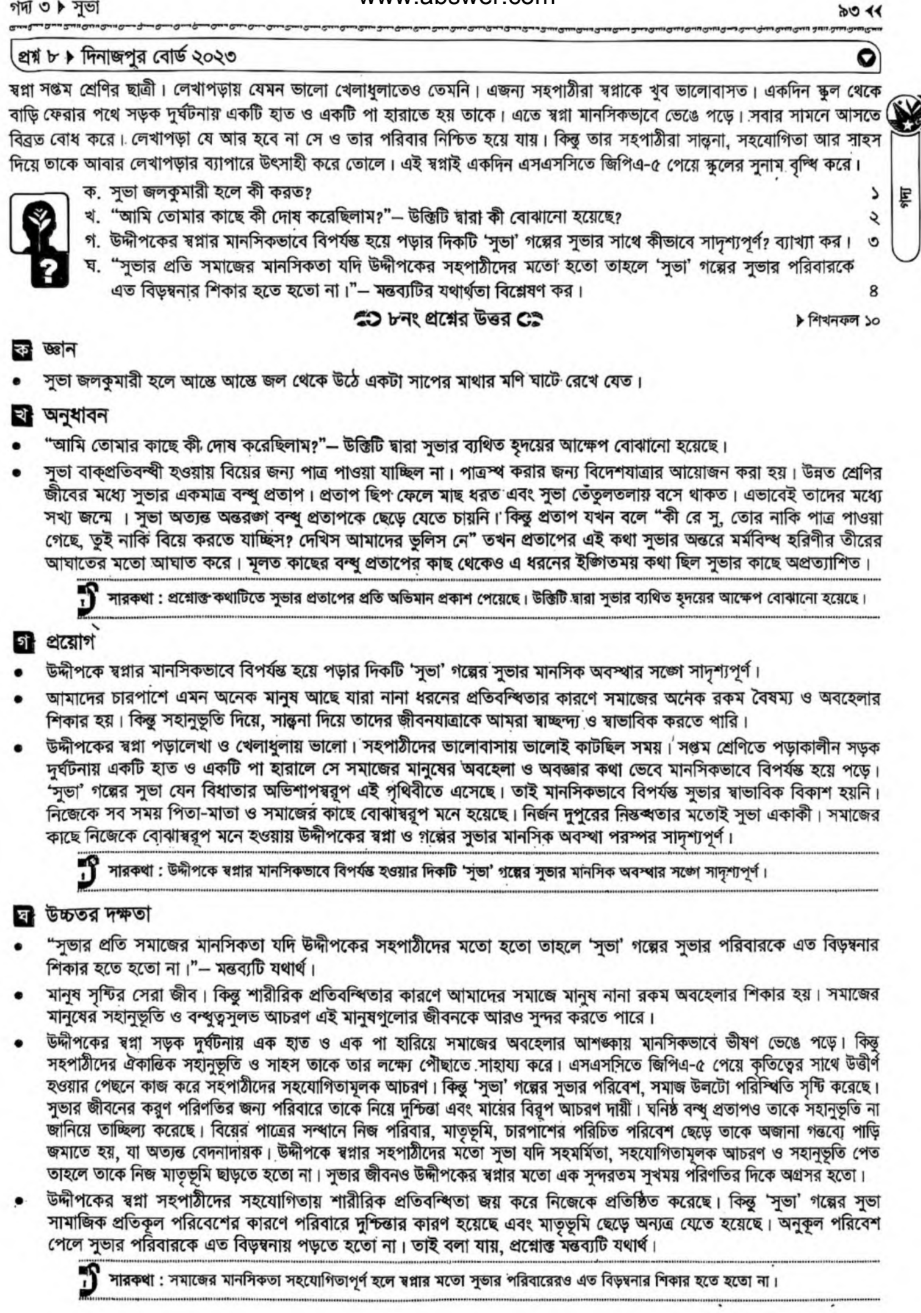 গদ্য ৩ ▸ সুভা
www.abswer.com
৯৩
প্রশ্ন ৮ ▸ দিনাজপুর বোর্ড ২০২৩
স্বপ্না সপ্তম শ্রেণির ছাত্রী। লেখাপড়ায় যেমন ভালো খেলাধুলাতেও তেমনি। এজন্য সহপাঠীরা স্বপ্নাকে খুব ভালোবাসত। একদিন স্কুল থেকে
বাড়ি ফেরার পথে সড়ক দুর্ঘটনায় একটি হাত ও একটি পা হারাতে হয় তাকে। এতে স্বপ্না মানসিকভাবে ভেঙে পড়ে। সবার সামনে আসতে
বিব্রত বোধ করে। লেখাপড়া যে আর হবে না সে ও তার পরিবার নিশ্চিত হয়ে যায়। কিন্তু তার সহপাঠীরা সান্ত্বনা, সহযোগিতা আর সাহস
দিয়ে তাকে আবার লেখাপড়ার ব্যাপারে উৎসাহী করে তোলে। এই স্বপ্নাই একদিন এসএসসিতে জিপিএ-৫ পেয়ে স্কুলের সুনাম বৃদ্ধি করে।
ক. সুভা জলকুমারী হলে কী করত? ১
খ. “আমি তোমার কাছে কী দোষ করেছিলাম?”– উক্তিটি দ্বারা কী বোঝানো হয়েছে? ২
গ. উদ্দীপকের স্বপ্নার মানসিকভাবে বিপর্যস্ত হয়ে পড়ার দিকটি ‘সুভা’ গল্পের সুভার সাথে কীভাবে সাদৃশ্যপূর্ণ? ব্যাখ্যা কর। ৩
ঘ. “সুভার প্রতি সমাজের মানসিকতা যদি উদ্দীপকের সহপাঠীদের মতো হতো তাহলে ‘সুভা’ গল্পের সুভার পরিবারকে
এত বিড়ম্বনার শিকার হতে হতো না।”– মন্তব্যটির যথার্থতা বিশ্লেষণ কর। ৪
গদ্য
৮নং প্রশ্নের উত্তর
▸ শিখনফল ১০
ক জ্ঞান
• সুভা জলকুমারী হলে আস্তে আস্তে জল থেকে উঠে একটা সাপের মাথার মণি ঘাটে রেখে যেত।
খ অনুধাবন
• “আমি তোমার কাছে কী দোষ করেছিলাম?”– উক্তিটি দ্বারা সুভার ব্যথিত হৃদয়ের আক্ষেপ বোঝানো হয়েছে।
• সুভা বাক্‌প্রতিবন্ধী হওয়ায় বিয়ের জন্য পাত্র পাওয়া যাচ্ছিল না। পাত্রস্থ করার জন্য বিদেশযাত্রার আয়োজন করা হয়। উন্নত শ্রেণির
জীবের মধ্যে সুভার একমাত্র বন্ধু প্রতাপ। প্রতাপ ছিপ ফেলে মাছ ধরত এবং সুভা তেঁতুলতলায় বসে থাকত। এভাবেই তাদের মধ্যে
সখ্য জন্মে । সুভা অত্যন্ত অন্তরঙ্গ বন্ধু প্রতাপকে ছেড়ে যেতে চায়নি। কিন্তু প্রতাপ যখন বলে “কী রে সু, তোর নাকি পাত্র পাওয়া
গেছে, তুই নাকি বিয়ে করতে যাচ্ছিস? দেখিস আমাদের ভুলিস নে” তখন প্রতাপের এই কথা সুভার অন্তরে মর্মবিদ্ধ হরিণীর তীরের
আঘাতের মতো আঘাত করে। মূলত কাছের বন্ধু প্রতাপের কাছ থেকেও এ ধরনের ইঙ্গিতময় কথা ছিল সুভার কাছে অপ্রত্যাশিত।
সারকথা : প্রশ্নোক্ত কথাটিতে সুভার প্রতাপের প্রতি অভিমান প্রকাশ পেয়েছে। উক্তিটি দ্বারা সুভার ব্যথিত হৃদয়ের আক্ষেপ বোঝানো হয়েছে।
গ প্রয়োগ
• উদ্দীপকে স্বপ্নার মানসিকভাবে বিপর্যস্ত হয়ে পড়ার দিকটি ‘সুভা’ গল্পের সুভার মানসিক অবস্থার সঙ্গে সাদৃশ্যপূর্ণ।
• আমাদের চারপাশে এমন অনেক মানুষ আছে যারা নানা ধরনের প্রতিবন্ধিতার কারণে সমাজের অনেক রকম বৈষম্য ও অবহেলার
শিকার হয়। কিন্তু সহানুভূতি দিয়ে, সান্ত্বনা দিয়ে তাদের জীবনযাত্রাকে আমরা স্বাচ্ছন্দ্য ও স্বাভাবিক করতে পারি।
• উদ্দীপকের স্বপ্না পড়ালেখা ও খেলাধুলায় ভালো। সহপাঠীদের ভালোবাসায় ভালোই কাটছিল সময়। সপ্তম শ্রেণিতে পড়াকালীন সড়ক
দুর্ঘটনায় একটি হাত ও একটি পা হারালে সে সমাজের মানুষের অবহেলা ও অবজ্ঞার কথা ভেবে মানসিকভাবে বিপর্যস্ত হয়ে পড়ে।
‘সুভা’ গল্পের সুভা যেন বিধাতার অভিশাপস্বরূপ এই পৃথিবীতে এসেছে। তাই মানসিকভাবে বিপর্যস্ত সুভার স্বাভাবিক বিকাশ হয়নি।
নিজেকে সব সময় পিতা-মাতা ও সমাজের কাছে বোঝাস্বরূপ মনে হয়েছে। নির্জন দুপুরের নিস্তব্ধতার মতোই সুভা একাকী। সমাজের
কাছে নিজেকে বোঝাস্বরূপ মনে হওয়ায় উদ্দীপকের স্বপ্না ও গল্পের সুভার মানসিক অবস্থা পরস্পর সাদৃশ্যপূর্ণ।
সারকথা : উদ্দীপকে স্বপ্নার মানসিকভাবে বিপর্যস্ত হওয়ার দিকটি ‘সুভা’ গল্পের সুভার মানসিক অবস্থার সঙ্গে সাদৃশ্যপূর্ণ।
ঘ উচ্চতর দক্ষতা
• “সুভার প্রতি সমাজের মানসিকতা যদি উদ্দীপকের সহপাঠীদের মতো হতো তাহলে ‘সুভা’ গল্পের সুভার পরিবারকে এত বিড়ম্বনার
শিকার হতে হতো না।”– মন্তব্যটি যথার্থ।
• মানুষ সৃষ্টির সেরা জীব। কিন্তু শারীরিক প্রতিবন্ধিতার কারণে আমাদের সমাজে মানুষ নানা রকম অবহেলার শিকার হয়। সমাজের
মানুষের সহানুভূতি ও বন্ধুত্বসুলভ আচরণ এই মানুষগুলোর জীবনকে আরও সুন্দর করতে পারে।
• উদ্দীপকের স্বপ্না সড়ক দুর্ঘটনায় এক হাত ও এক পা হারিয়ে সমাজের অবহেলার আশঙ্কায় মানসিকভাবে ভীষণ ভেঙে পড়ে। কিন্তু
সহপাঠীদের ঐকান্তিক সহানুভূতি ও সাহস তাকে তার লক্ষ্যে পৌঁছাতে সাহায্য করে। এসএসসিতে জিপিএ-৫ পেয়ে কৃতিত্বের সাথে উত্তীর্ণ
হওয়ার পেছনে কাজ করে সহপাঠীদের সহযোগিতামূলক আচরণ। কিন্তু ‘সুভা’ গল্পের সুভার পরিবেশ, সমাজ উলটো পরিস্থিতি সৃষ্টি করেছে।
সুভার জীবনের করুণ পরিণতির জন্য পরিবারে তাকে নিয়ে দুশ্চিন্তা এবং মায়ের বিরূপ আচরণ দায়ী। ঘনিষ্ঠ বন্ধু প্রতাপও তাকে সহানুভূতি না
জানিয়ে তাচ্ছিল্য করেছে। বিয়ের পাত্রের সন্ধানে নিজ পরিবার, মাতৃভূমি, চারপাশের পরিচিত পরিবেশ ছেড়ে তাকে অজানা গন্তব্যে পাড়ি
জমাতে হয়, যা অত্যন্ত বেদনাদায়ক। উদ্দীপকে স্বপ্নার সহপাঠীদের মতো সুভা যদি সহমর্মিতা, সহযোগিতামূলক আচরণ ও সহানুভূতি পেত
তাহলে তাকে নিজ মাতৃভূমি ছাড়তে হতো না। সুভার জীবনও উদ্দীপকের স্বপ্নার মতো এক সুন্দরতম সুখময় পরিণতির দিকে অগ্রসর হতো।
• উদ্দীপকের স্বপ্না সহপাঠীদের সহযোগিতায় শারীরিক প্রতিবন্ধিতা জয় করে নিজেকে প্রতিষ্ঠিত করেছে। কিন্তু ‘সুভা’ গল্পের সুভা
সামাজিক প্রতিকূল পরিবেশের কারণে পরিবারে দুশ্চিন্তার কারণ হয়েছে এবং মাতৃভূমি ছেড়ে অন্যত্র যেতে হয়েছে। অনুকূল পরিবেশ
পেলে সুভার পরিবারকে এত বিড়ম্বনায় পড়তে হতো না। তাই বলা যায়, প্রশ্নোক্ত মন্তব্যটি যথার্থ।
সারকথা : সমাজের মানসিকতা সহযোগিতাপূর্ণ হলে স্বপ্নার মতো সুভার পরিবারেরও এত বিড়ম্বনার শিকার হতে হতো না।